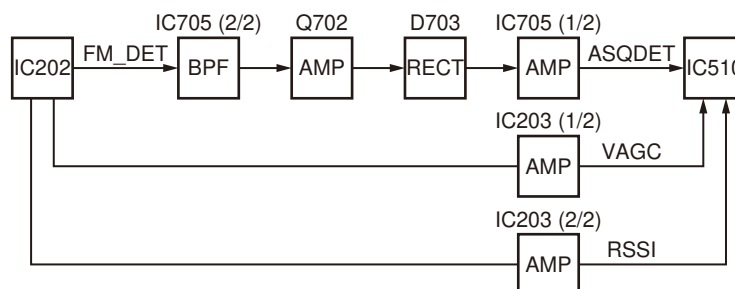 IC705 (2/2) Q702 D703 IC705 (1/2)
IC202 FM_DET BPF AMP RECT AMP ASQDET IC510
IC203 (1/2)
AMP VAGC
IC203 (2/2)
AMP RSSI